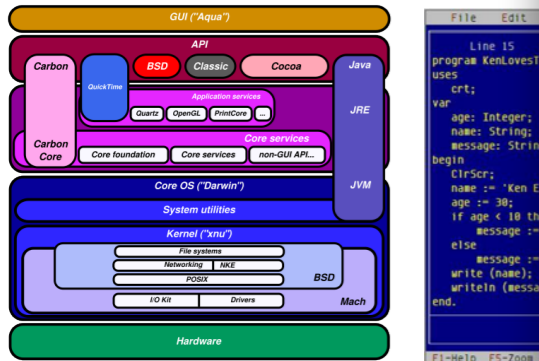 GUI ("Aqua")
API
Carbon
QuickTime
BSD
Classic
Cocoa
Java
Application services
Quartz
OpenGL
PrintCore
...
JRE
Core services
Carbon
Core
Core foundation
Core services
non-GUI API...
Core OS ("Darwin")
JVM
System utilities
Kernel ("xnu")
File systems
Networking
NKE
POSIX
BSD
I/O Kit
Drivers
Mach
Hardware
File Edit
Line 15
program KenLovesT
uses
crt;
var
age: Integer;
name: String;
message: Strin
begin
ClrScr;
name := 'Ken E
age := 30;
if age < 10 th
message :=
else
message :=
write (name);
writeln (messa
end.
F1-Help F5-Zoom